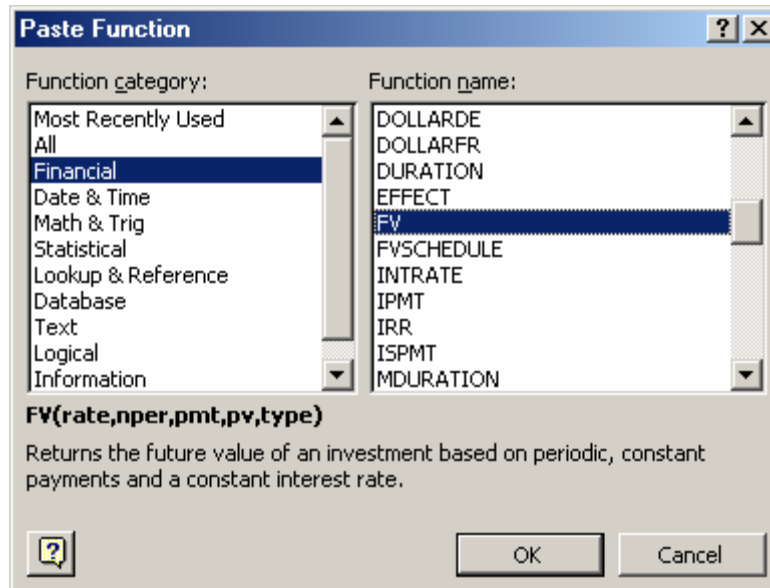 Paste Function
Function category:
Function name:
Most Recently Used
All
Financial
Date & Time
Math & Trig
Statistical
Lookup & Reference
Database
Text
Logical
Information
DOLLARDE
DOLLARFR
DURATION
EFFECT
FV
FVSCHEDULE
INTRATE
IPMT
IRR
ISPMT
MDURATION
FV(rate,nper,pmt,pv,type)
Returns the future value of an investment based on periodic, constant
payments and a constant interest rate.
OK
Cancel